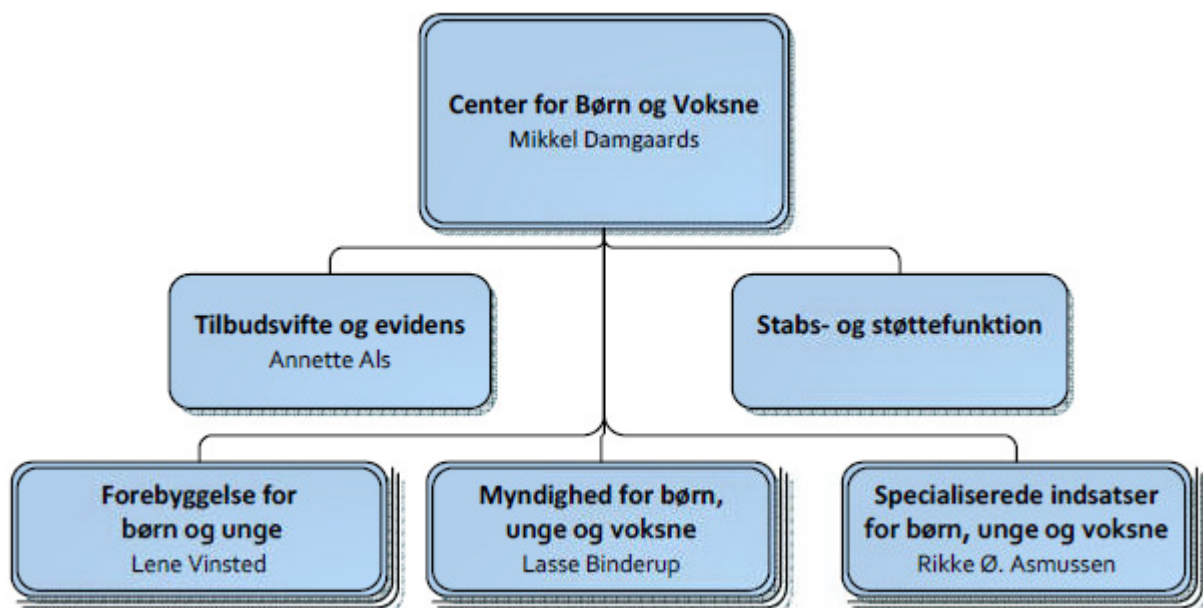 Center for Børn og Voksne
Mikkel Damgaards
Tilbudsvifte og evidens
Annette Als
Stabs- og støttefunktion
Forebyggelse for
børn og unge
Lene Vinsted
Myndighed for børn,
unge og voksne
Lasse Binderup
Specialiserede indsatser
for børn, unge og voksne
Rikke Ø. Asmussen